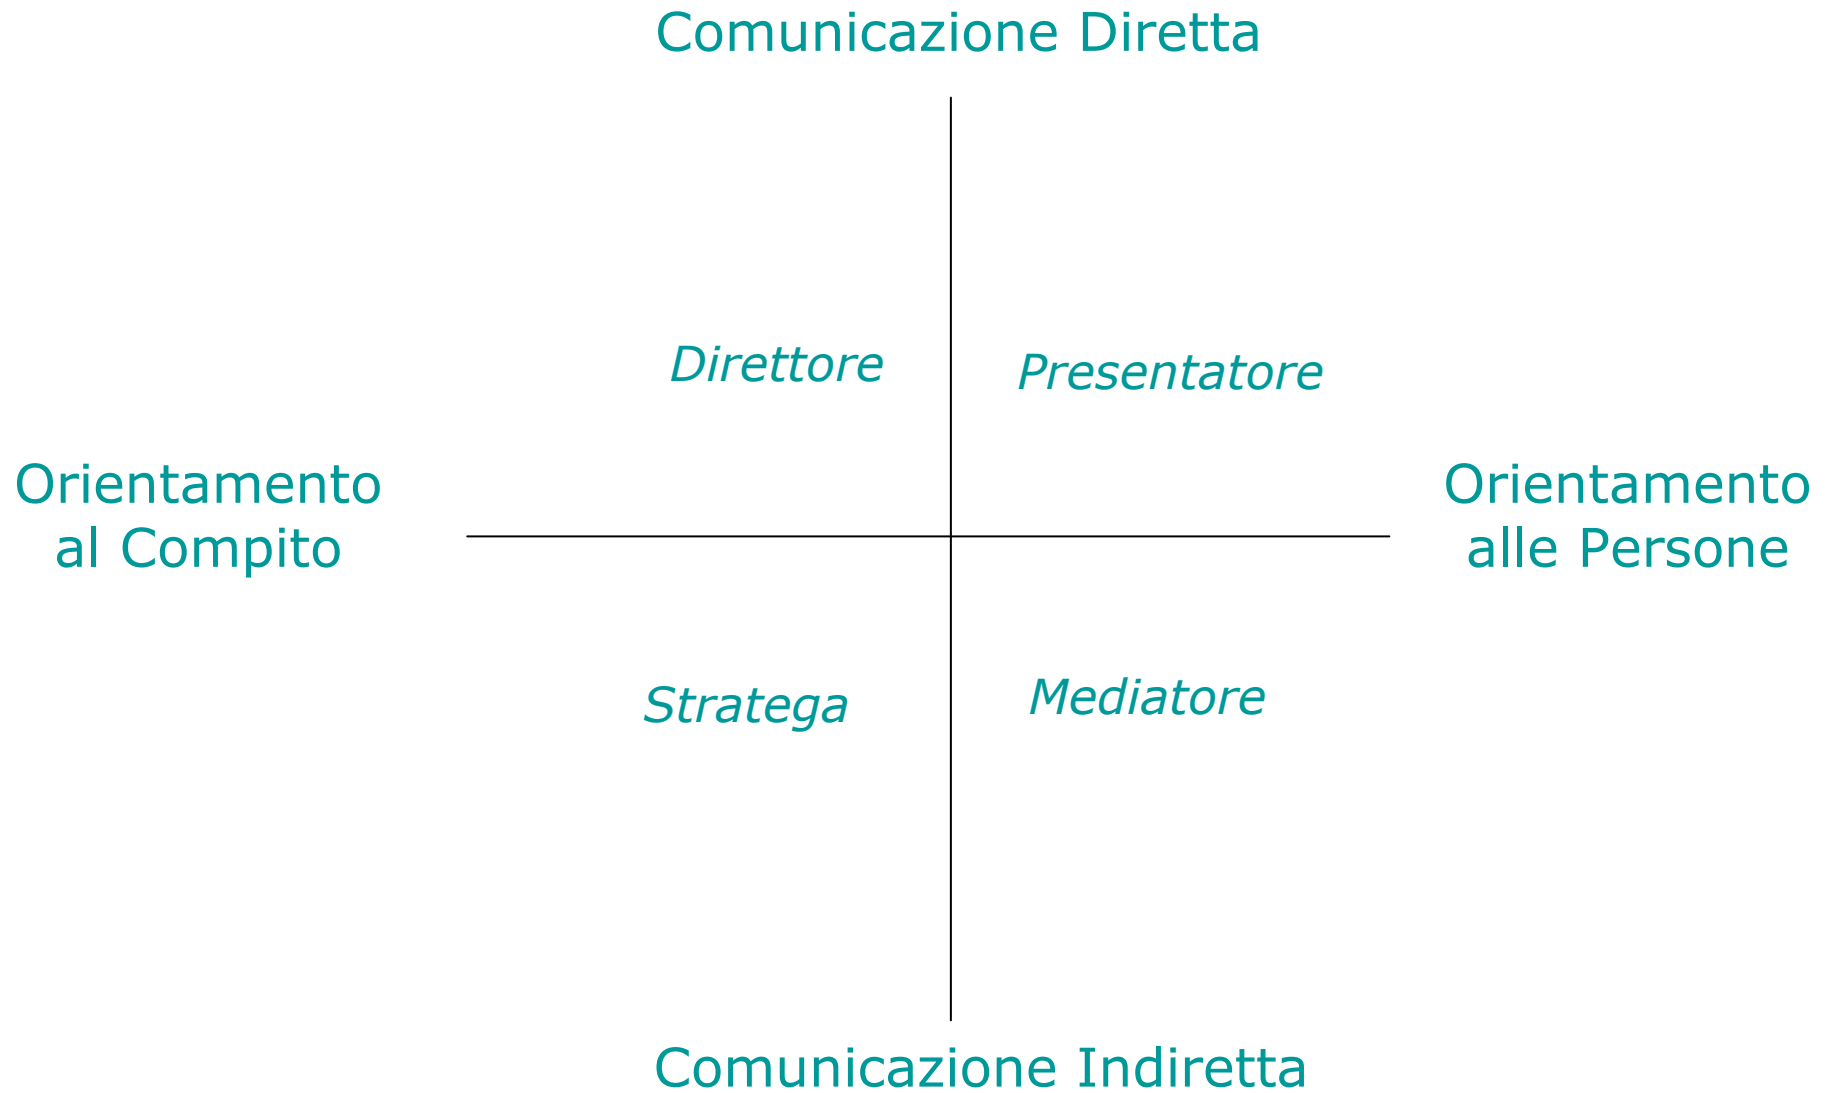 Comunicazione Diretta
Direttore
Presentatore
Orientamento
al Compito
Orientamento
alle Persone
Stratega
Mediatore
Comunicazione Indiretta